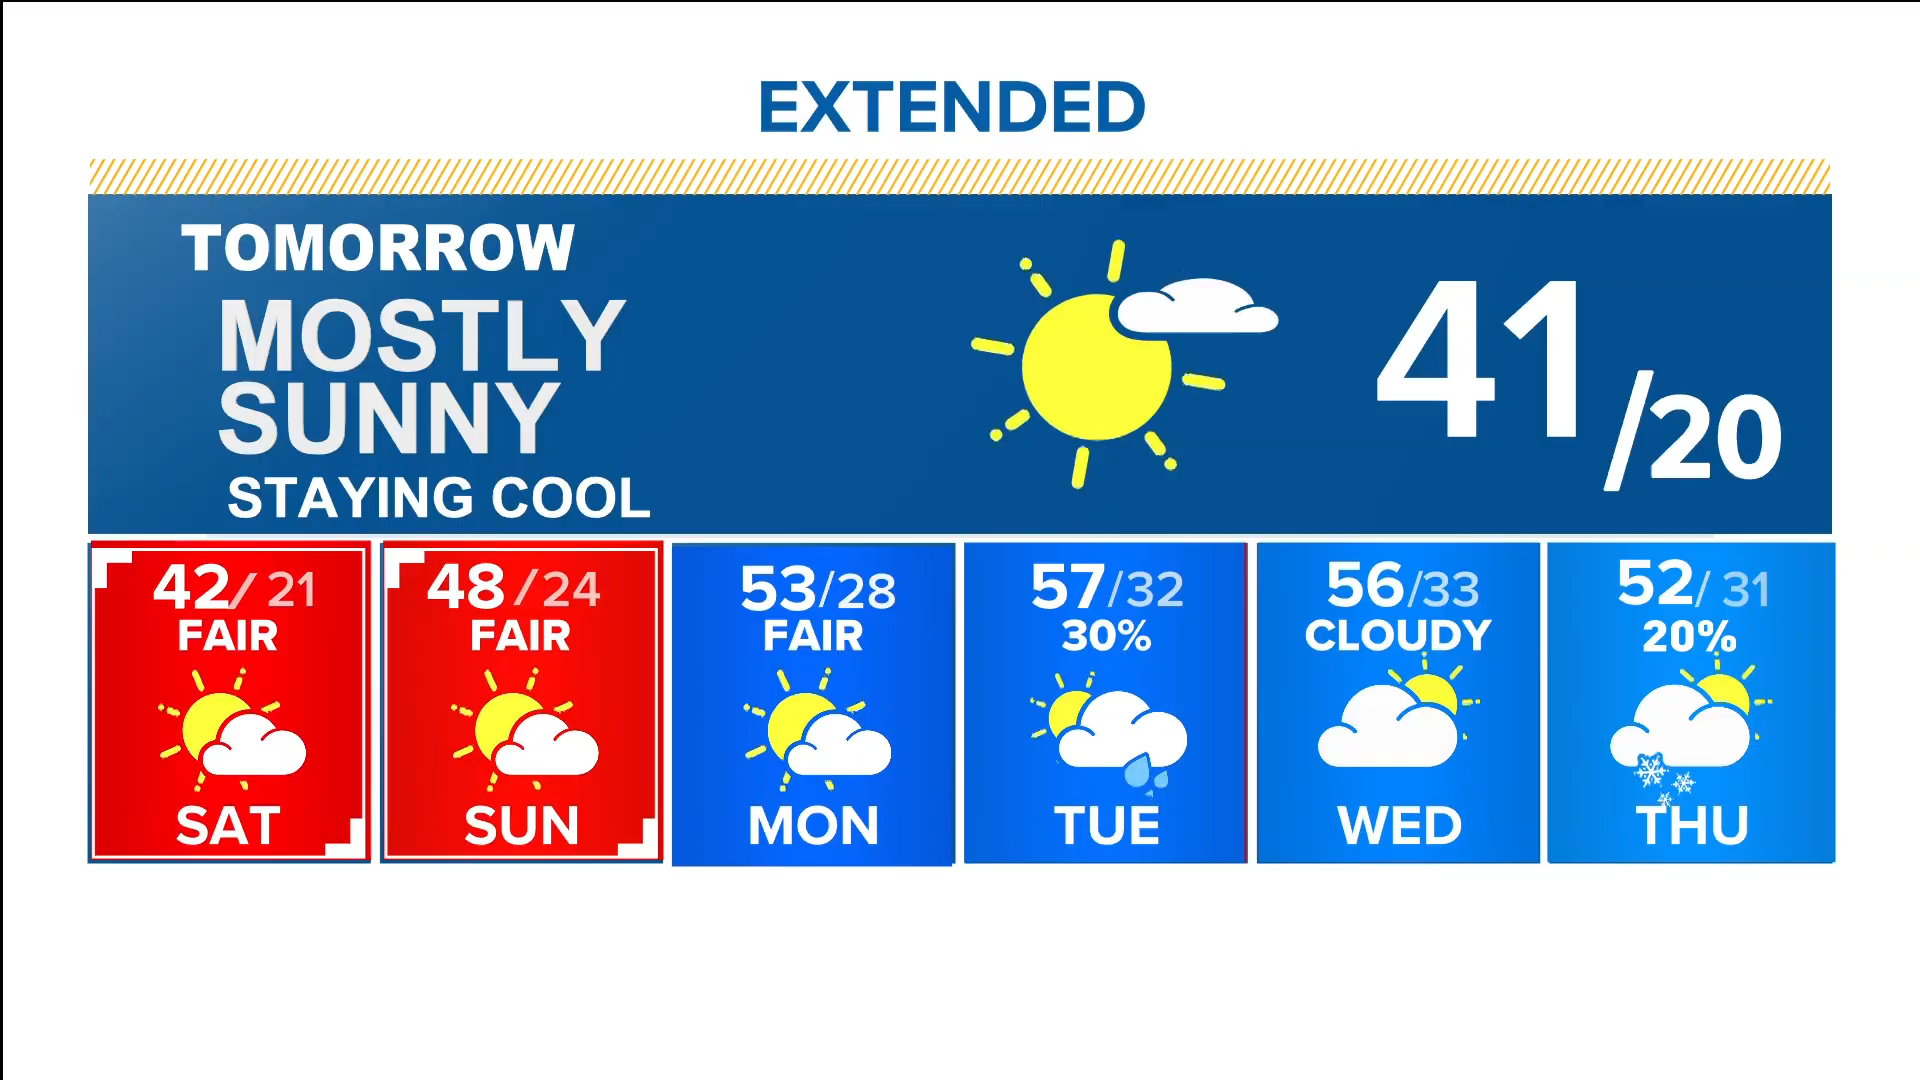 EXTENDED
TOMORROW
MOSTLY
SUNNY
STAYING COOL
41/20
42/21
FAIR
SAT
48/24
FAIR
SUN
53/28
FAIR
MON
57/32
30%
TUE
56/33
CLOUDY
WED
52/31
20%
THU